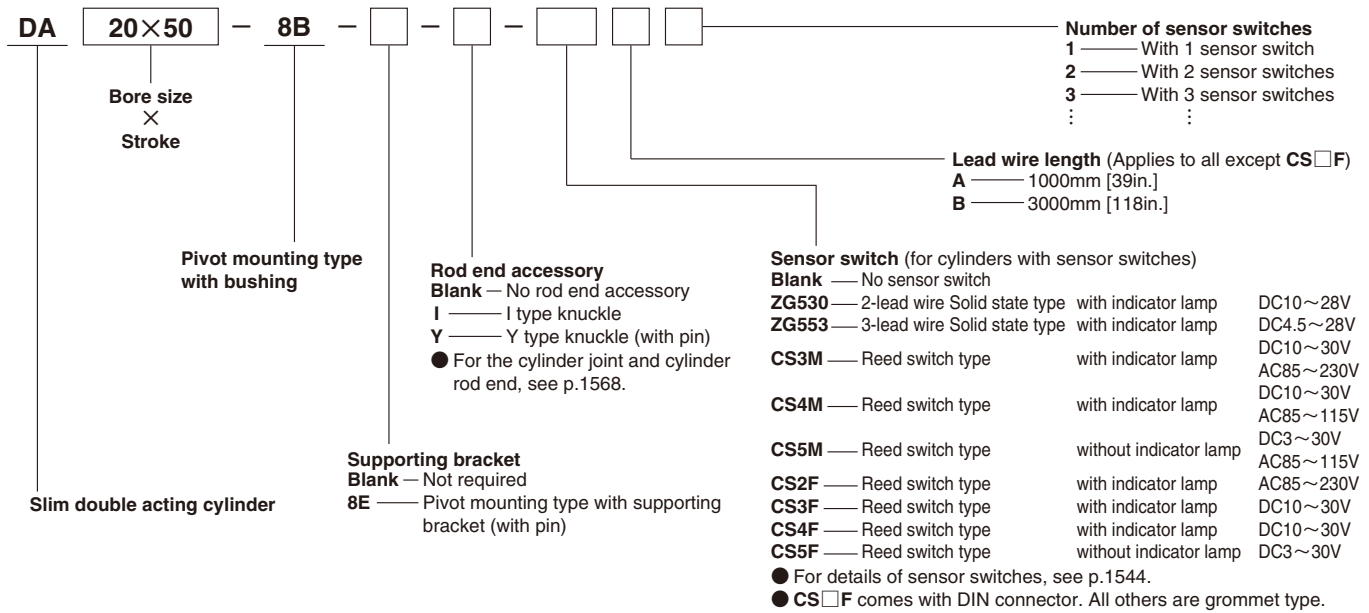 DA 20×50 − 8B − □ − □ − □ □ □
Number of sensor switches
1 — With 1 sensor switch
2 — With 2 sensor switches
3 — With 3 sensor switches
⋮ ⋮
Bore size
×
Stroke
Lead wire length (Applies to all except CS□F)
A — 1000mm [39in.]
B — 3000mm [118in.]
Pivot mounting type
with bushing
Rod end accessory
Blank — No rod end accessory
I — I type knuckle
Y — Y type knuckle (with pin)
● For the cylinder joint and cylinder
rod end, see p.1568.
Sensor switch (for cylinders with sensor switches)
Blank — No sensor switch
ZG530 — 2-lead wire Solid state type with indicator lamp DC10～28V
ZG553 — 3-lead wire Solid state type with indicator lamp DC4.5～28V
CS3M — Reed switch type with indicator lamp DC10～30V
AC85～230V
CS4M — Reed switch type with indicator lamp DC10～30V
AC85～115V
CS5M — Reed switch type without indicator lamp DC3～30V
AC85～115V
CS2F — Reed switch type with indicator lamp AC85～230V
CS3F — Reed switch type with indicator lamp DC10～30V
CS4F — Reed switch type with indicator lamp DC10～30V
CS5F — Reed switch type without indicator lamp DC3～30V
● For details of sensor switches, see p.1544.
● CS□F comes with DIN connector. All others are grommet type.
Supporting bracket
Blank — Not required
8E — Pivot mounting type with supporting
bracket (with pin)
Slim double acting cylinder